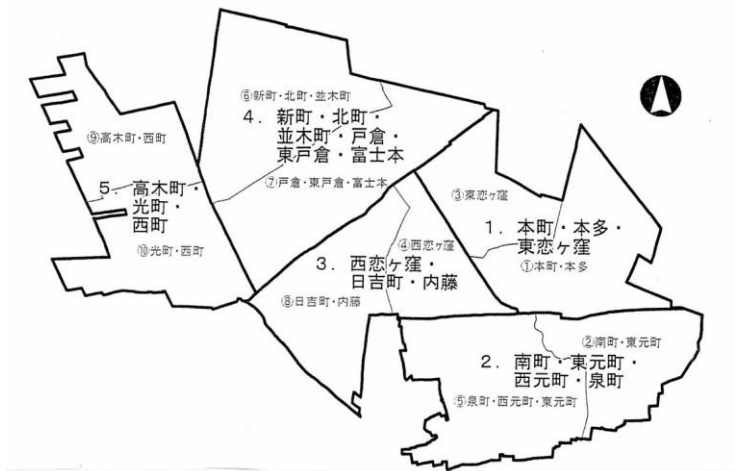 ⑥新町・北町・並木町
4. 新町・北町・
並木町・戸倉・
東戸倉・富士本
⑦戸倉・東戸倉・富士本
⑨高木町・西町
5. 高木町・
光町・
西町
⑩光町・西町
③東恋ヶ窪
1. 本町・本多・
東恋ヶ窪
①本町・本多
④西恋ヶ窪
3. 西恋ヶ窪・
日吉町・内藤
⑧日吉町・内藤
②南町・東元町
2. 南町・東元町・
西元町・泉町
⑤泉町・西元町・東元町